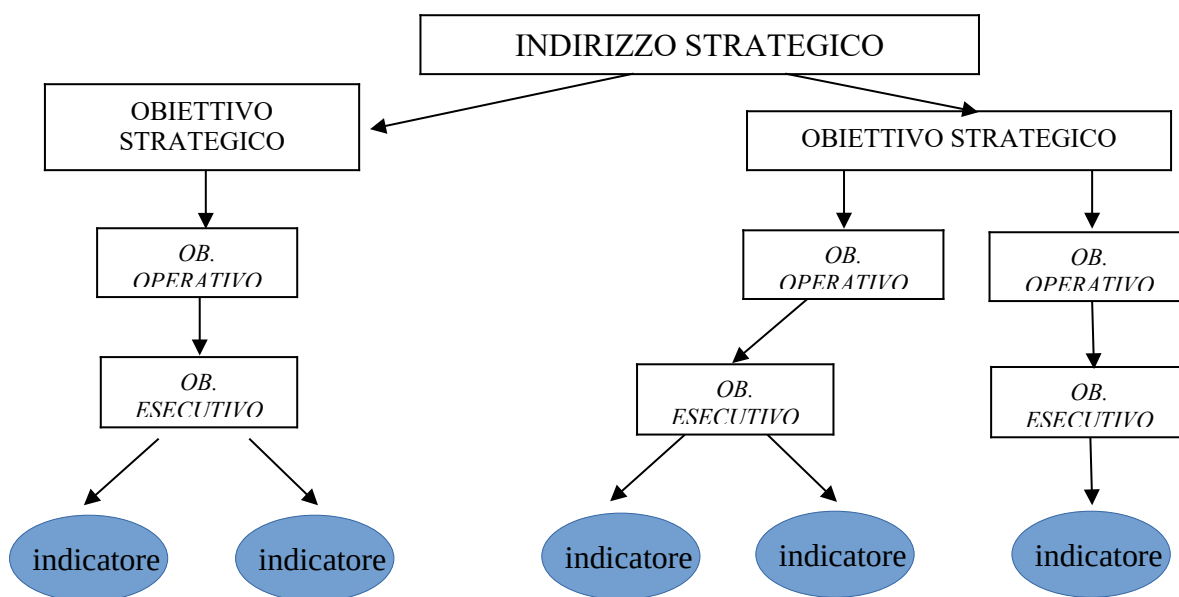 INDIRIZZO STRATEGICO
OBIETTIVO
STRATEGICO
OBIETTIVO STRATEGICO
OB.
OPERATIVO
OB.
OPERATIVO
OB.
OPERATIVO
OB.
ESECUTIVO
OB.
ESECUTIVO
OB.
ESECUTIVO
indicatore
indicatore
indicatore
indicatore
indicatore